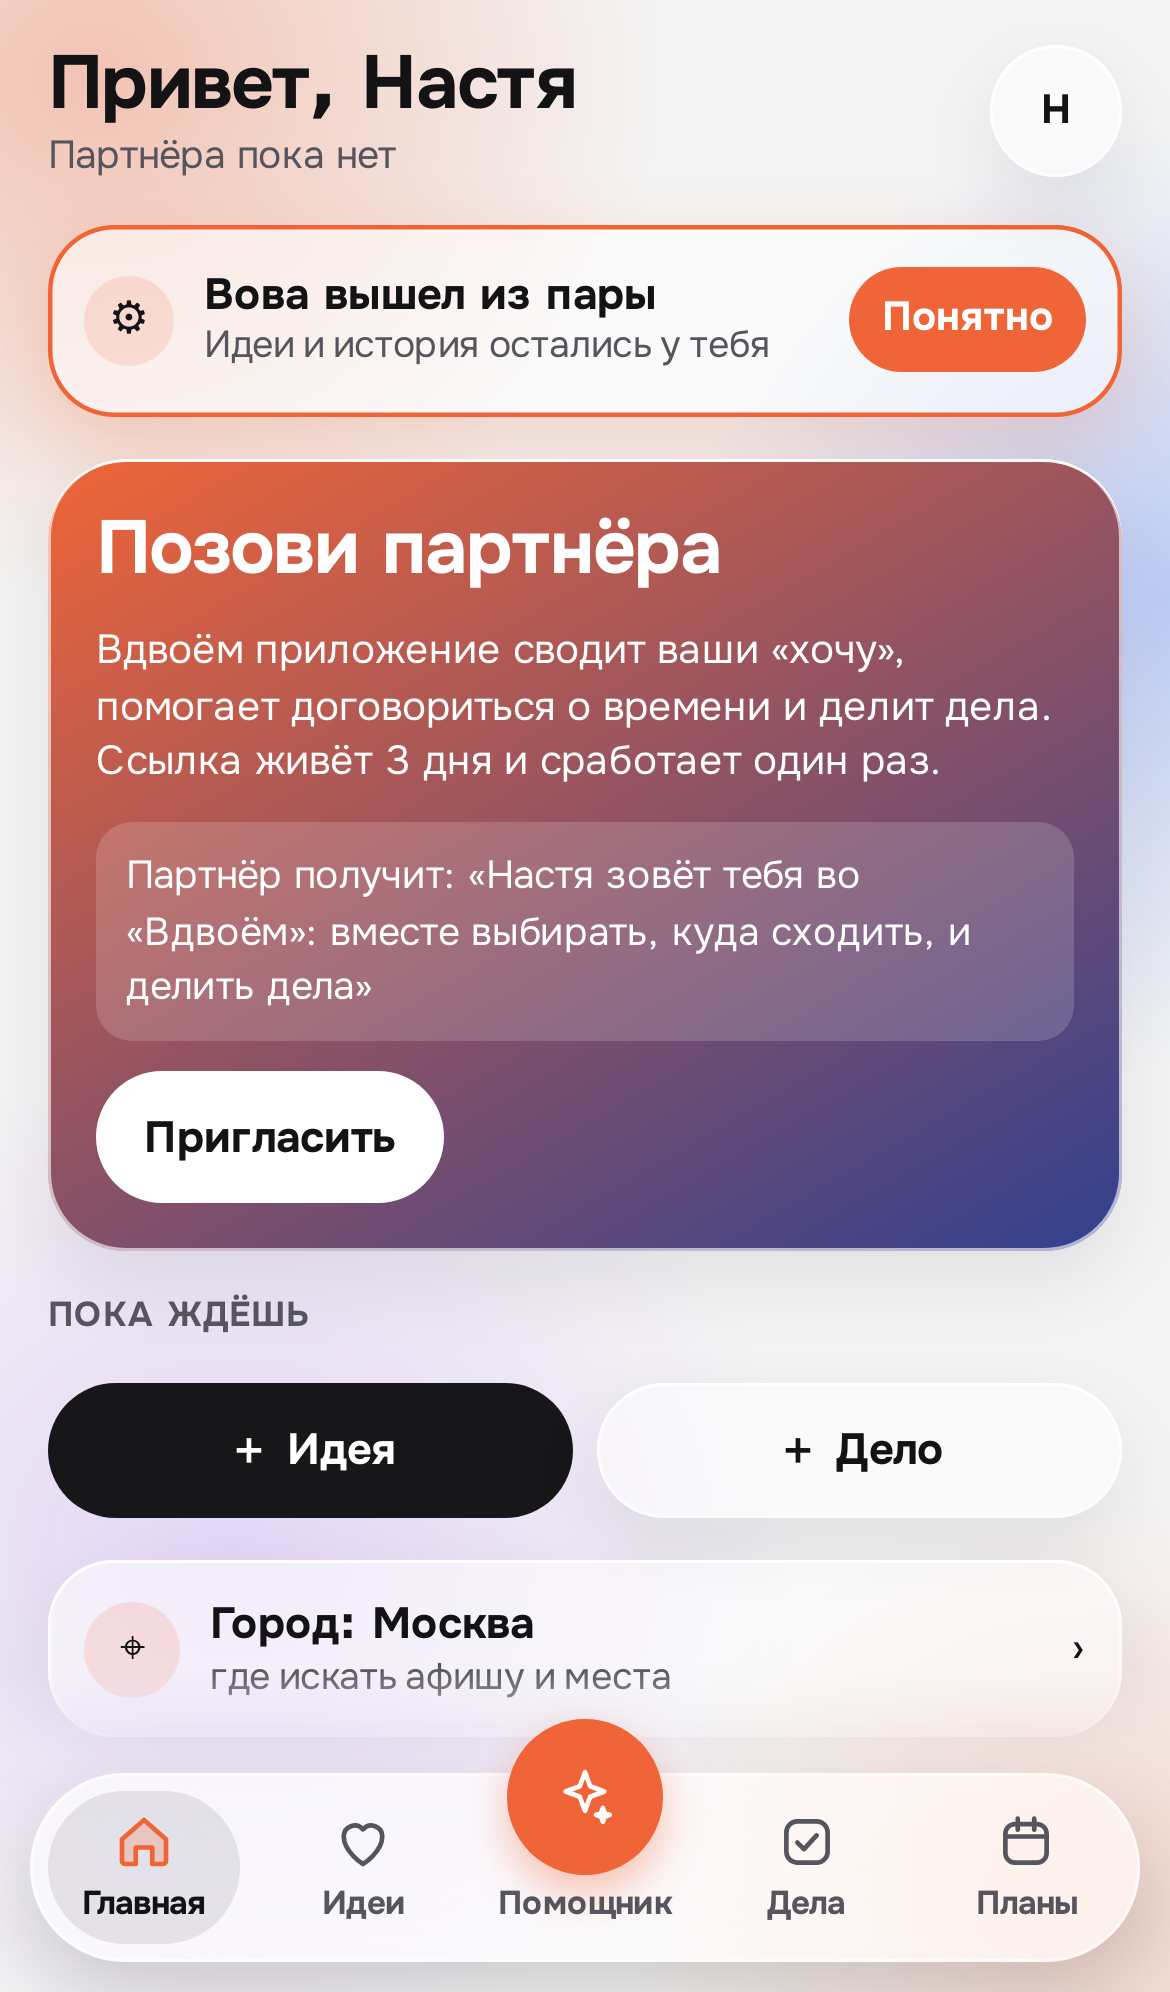 Привет, Настя
Партнёра пока нет
Н
Вова вышел из пары
Идеи и история остались у тебя
Понятно
Позови партнёра
Вдвоём приложение сводит ваши «хочу»,
помогает договориться о времени и делит дела.
Ссылка живёт 3 дня и сработает один раз.
Партнёр получит: «Настя зовёт тебя во
«Вдвоём»: вместе выбирать, куда сходить, и
делить дела»
Пригласить
ПОКА ЖДЁШЬ
+ Идея
+ Дело
Город: Москва
где искать афишу и места
›
Главная
Идеи
Помощник
Дела
Планы